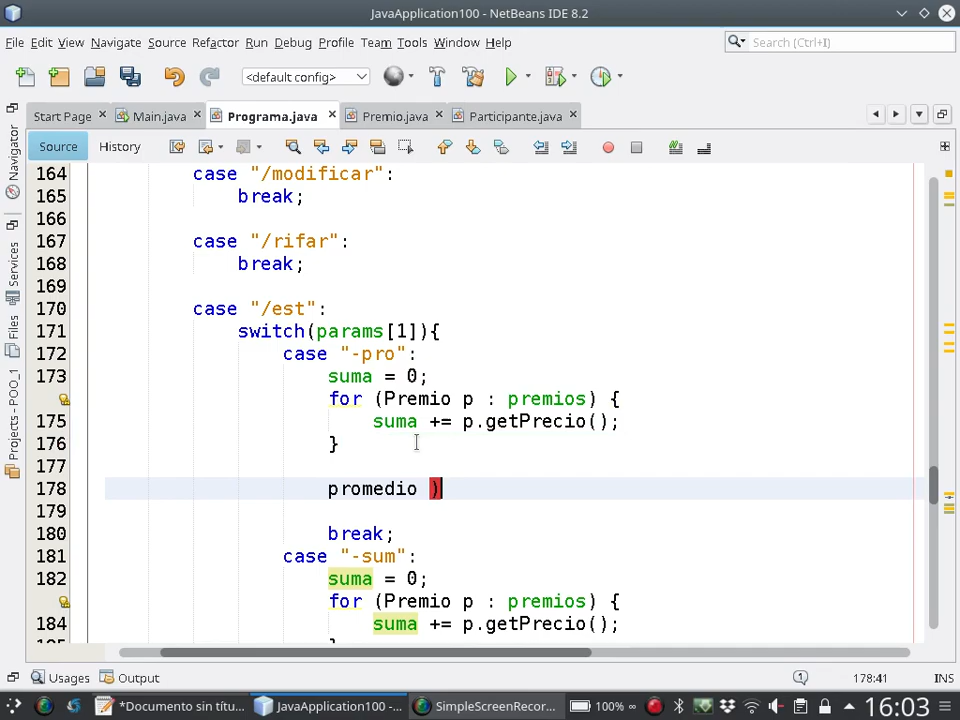 JavaApplication100 - NetBeans IDE 8.2
File Edit View Navigate Source Refactor Run Debug Profile Team Tools Window Help
Search (Ctrl+I)
<default config>
Start Page Main.java Programa.java Premio.java Participante.java
Source History
Navigator
Services
Files
Projects - POO_1
164 case "/modificar":
165 break;
166
167 case "/rifar":
168 break;
169
170 case "/est":
171 switch(params[1]){
172 case "-pro":
173 suma = 0;
for (Premio p : premios) {
175 suma += p.getPrecio();
176 }
177
178 promedio )
179
180 break;
181 case "-sum":
182 suma = 0;
for (Premio p : premios) {
184 suma += p.getPrecio();
Usages Output
1 178:41 INS
*Documento sin títu... JavaApplication100 -... SimpleScreenRecor... 100% 16:03